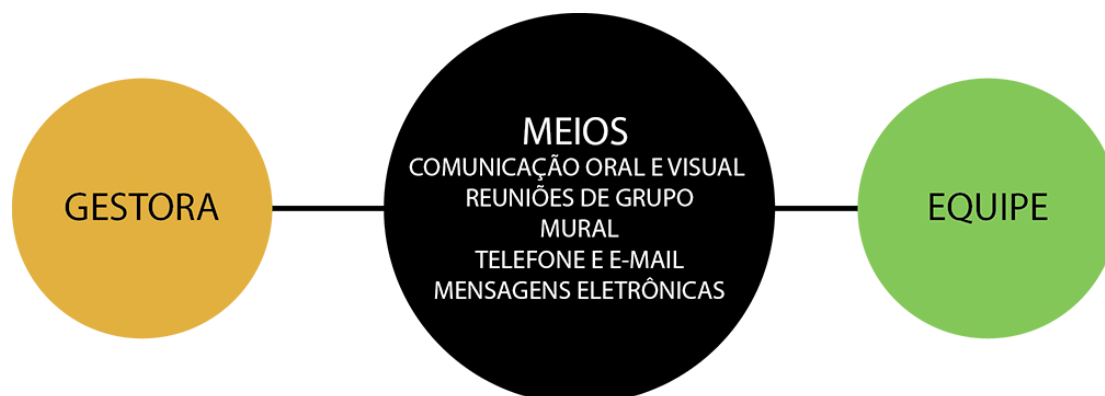 GESTORA
MEIOS
COMUNICAÇÃO ORAL E VISUAL
REUNIÕES DE GRUPO
MURAL
TELEFONE E E-MAIL
MENSAGENS ELETRÔNICAS
EQUIPE